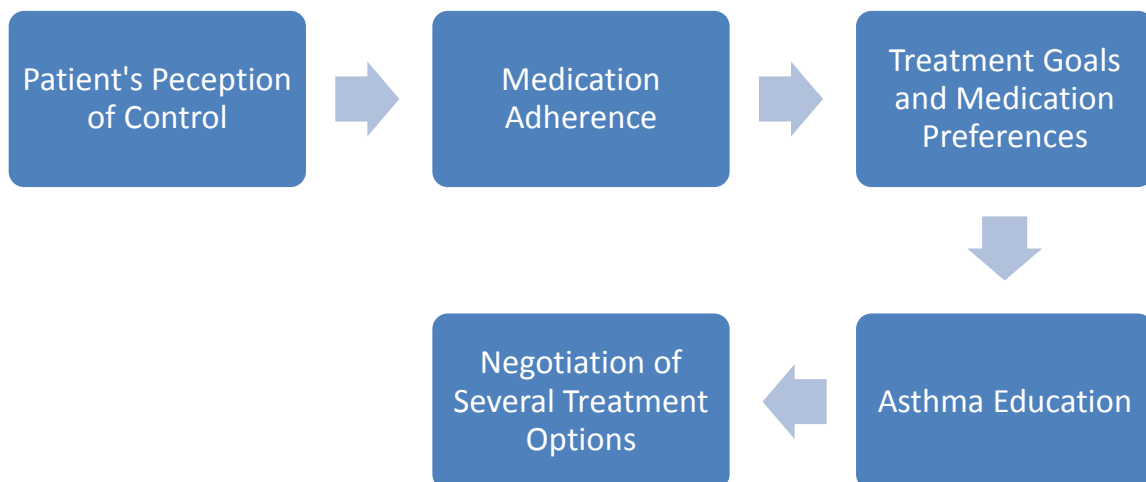 Patient's Peception
of Control
Medication
Adherence
Treatment Goals
and Medication
Preferences
Asthma Education
Negotiation of
Several Treatment
Options